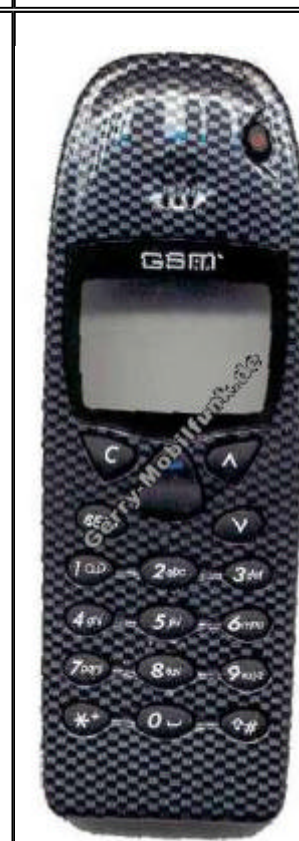 GSM
C
Gerry-Mobilfunk.de
1
2abc 3def
4ghi 5jkl 6mno
7pqrs 8tuv 9wxyz
*+ 0 #